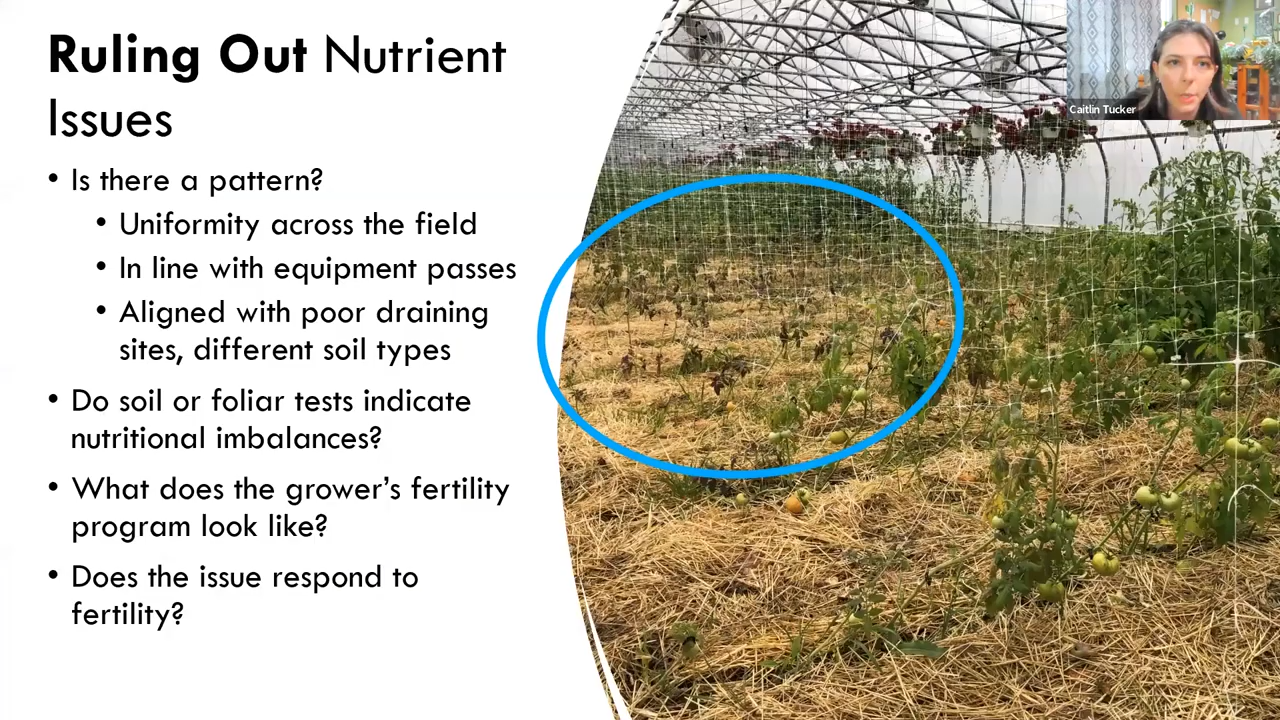 Ruling Out Nutrient
Issues
• Is there a pattern?
• Uniformity across the field
• In line with equipment passes
• Aligned with poor draining
sites, different soil types
• Do soil or foliar tests indicate
nutritional imbalances?
• What does the grower's fertility
program look like?
• Does the issue respond to
fertility?
Caitlin Tucker